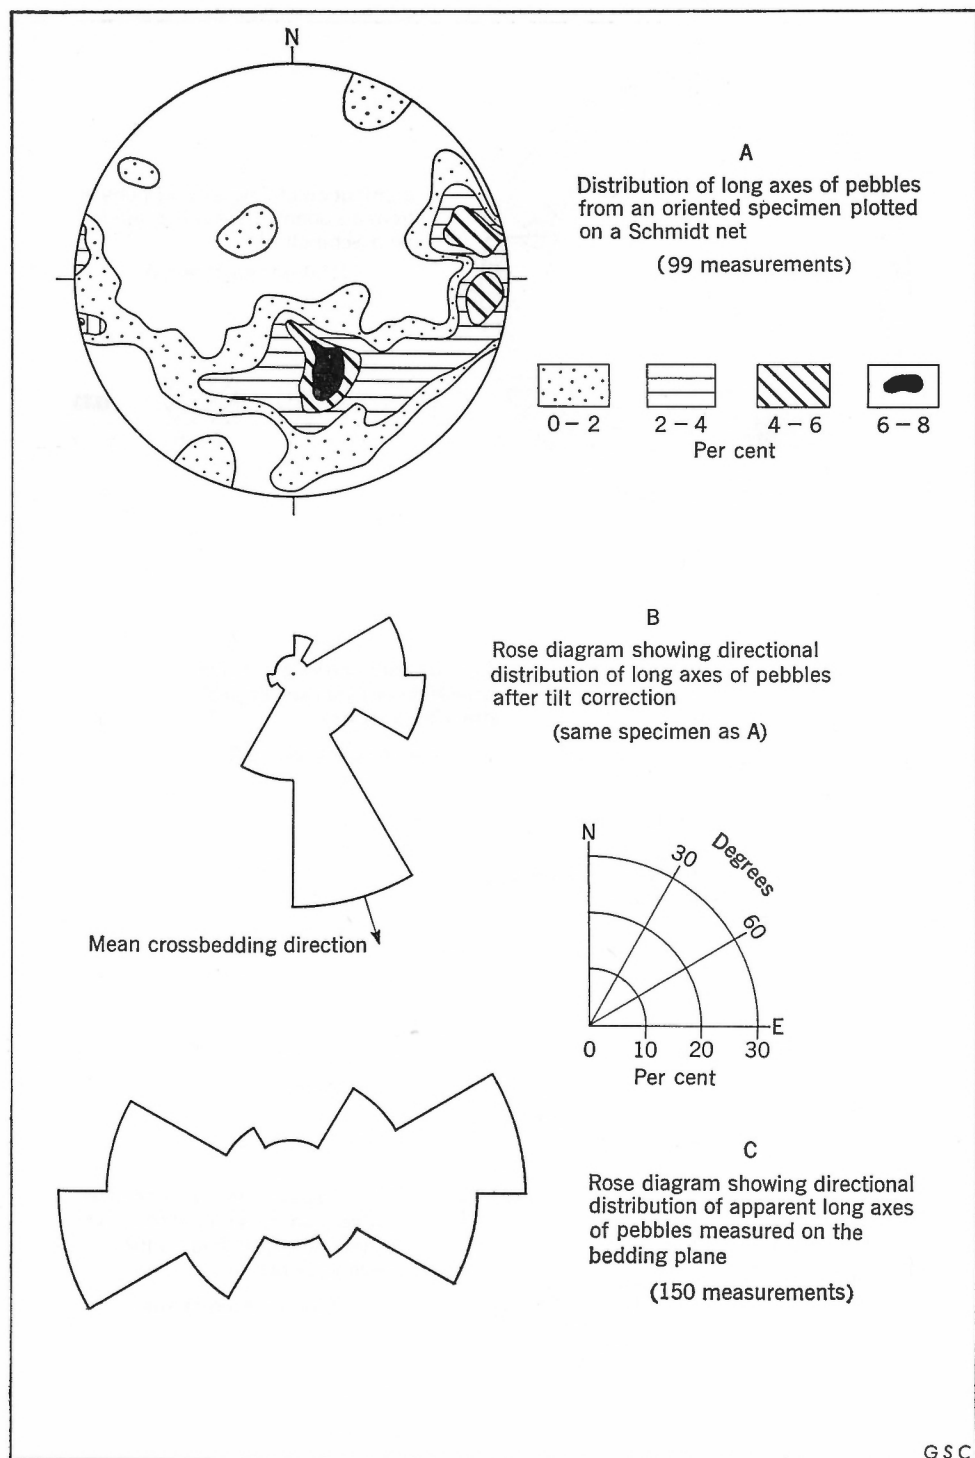 N
A
Distribution of long axes of pebbles
from an oriented specimen plotted
on a Schmidt net
(99 measurements)
0-2 2-4 4-6 6-8
Per cent
B
Rose diagram showing directional
distribution of long axes of pebbles
after tilt correction
(same specimen as A)
Mean crossbedding direction
N
30
Degrees
60
E
0 10 20 30
Per cent
C
Rose diagram showing directional
distribution of apparent long axes
of pebbles measured on the
bedding plane
(150 measurements)
GSC